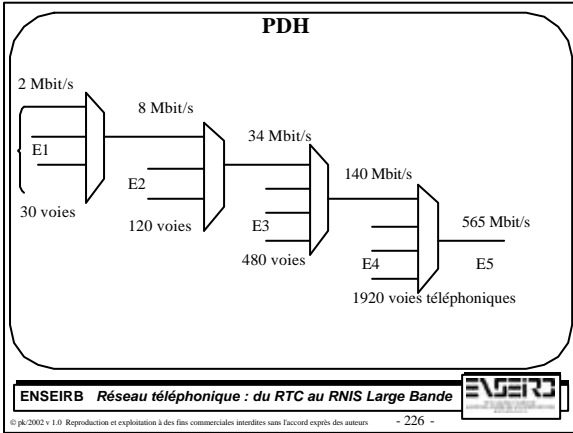 PDH
2 Mbit/s
8 Mbit/s
34 Mbit/s
140 Mbit/s
565 Mbit/s
E1
E2
E3
E4
E5
30 voies
120 voies
480 voies
1920 voies téléphoniques
ENSEIRB Réseau téléphonique : du RTC au RNIS Large Bande
ENSEIRB
© pk/2002 v 1.0 Reproduction et exploitation à des fins commerciales interdites sans l'accord exprès des auteurs - 226 -